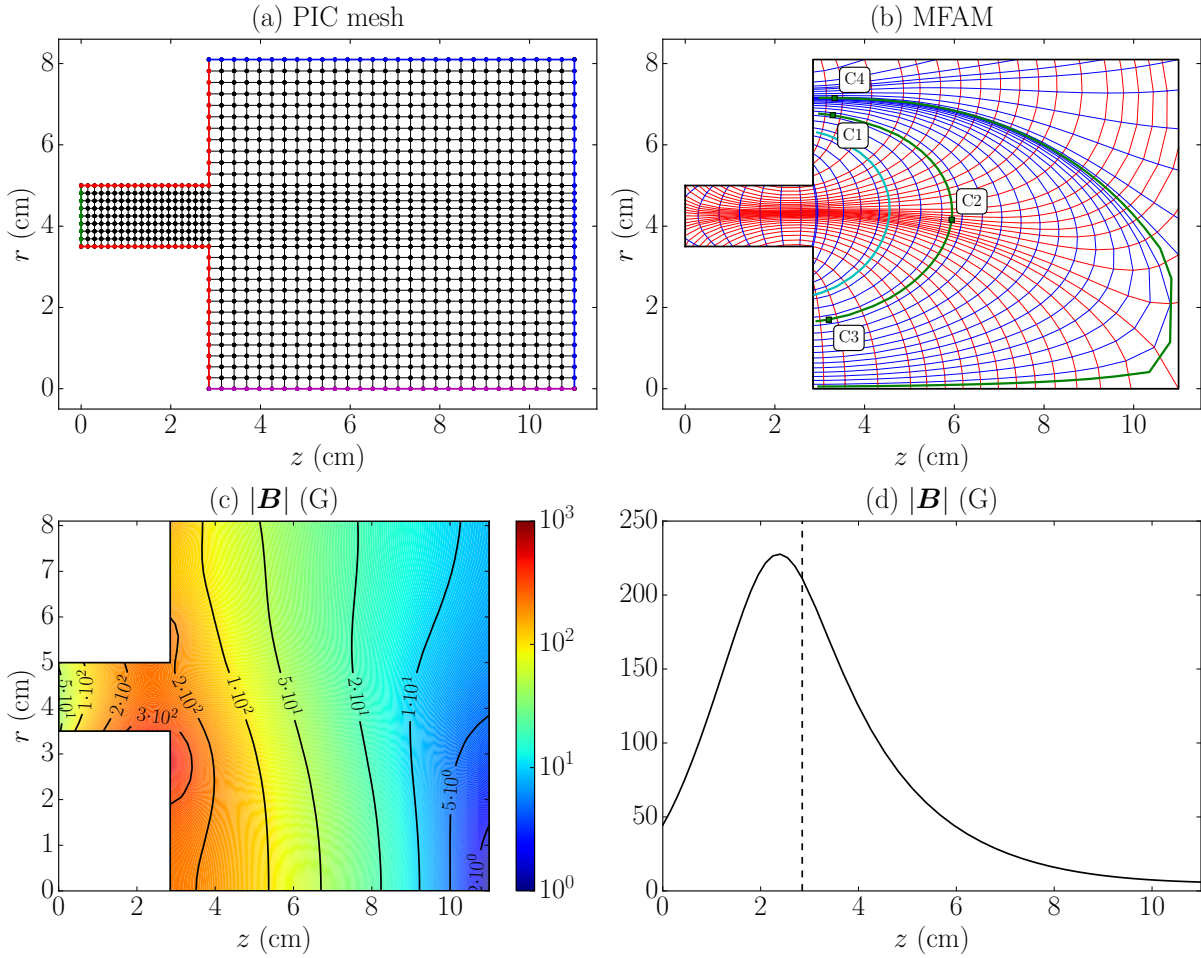 (a) PIC mesh
8
6
4
2
0
r (cm)
0 2 4 6 8 10
z (cm)
(b) MFAM
8
6
4
2
0
r (cm)
C4
C1
C2
C3
0 2 4 6 8 10
z (cm)
(c) |B| (G)
8
7
6
5
4
3
2
1
0
r (cm)
5·10¹
1·10²
2·10²
3·10²
2·10²
1·10²
5·10¹
2·10¹
1·10¹
5·10⁰
2·10⁰
0 2 4 6 8 10
z (cm)
10³
10²
10¹
10⁰
(d) |B| (G)
250
200
150
100
50
0
0 2 4 6 8 10
z (cm)